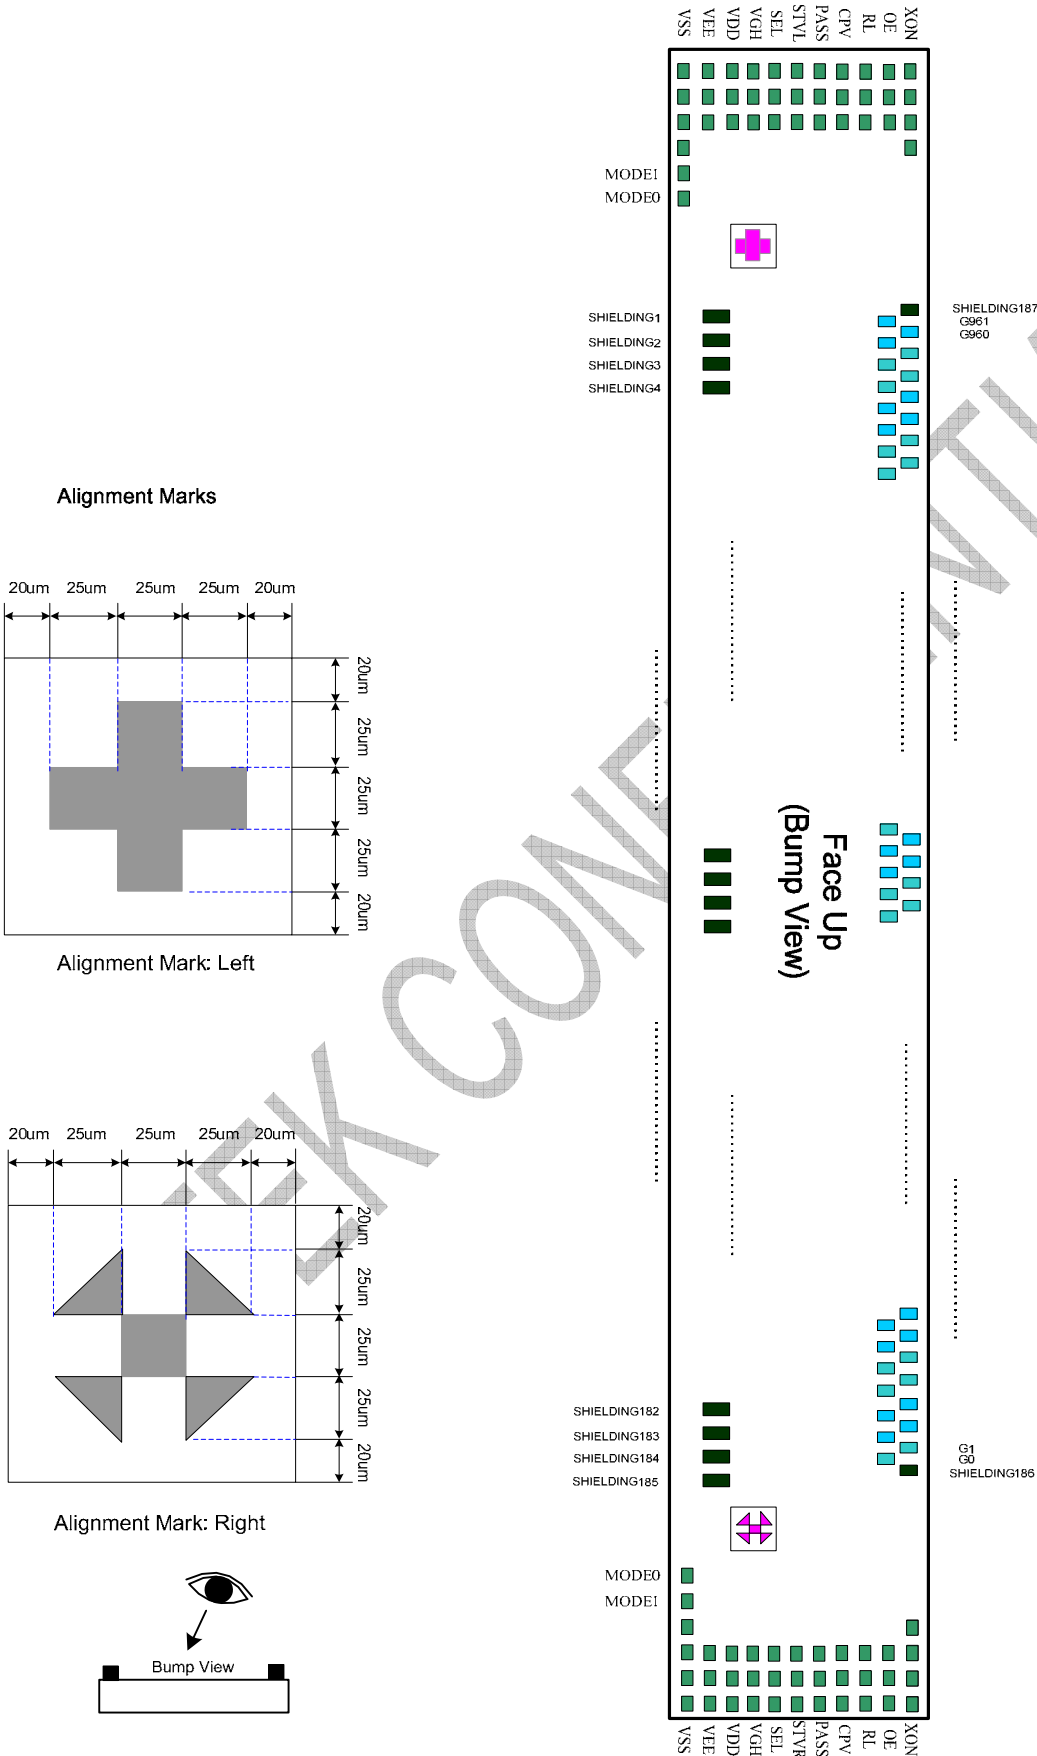 VSS VEE VDD VGH SEL STVL PASS CPV RL OE XON
MODE1
MODE0
SHIELDING1
SHIELDING2
SHIELDING3
SHIELDING4
SHIELDING187
G961
G960
Alignment Marks
20um 25um 25um 25um 20um
20um
25um
25um
25um
20um
Alignment Mark: Left
Face Up
(Bump View)
20um 25um 25um 25um 20um
20um
25um
25um
25um
20um
Alignment Mark: Right
SHIELDING182
SHIELDING183
SHIELDING184
SHIELDING185
G1
G0
SHIELDING186
MODE0
MODE1
Bump View
VSS VEE VDD VGH SEL STVR PASS CPV RL OE XON